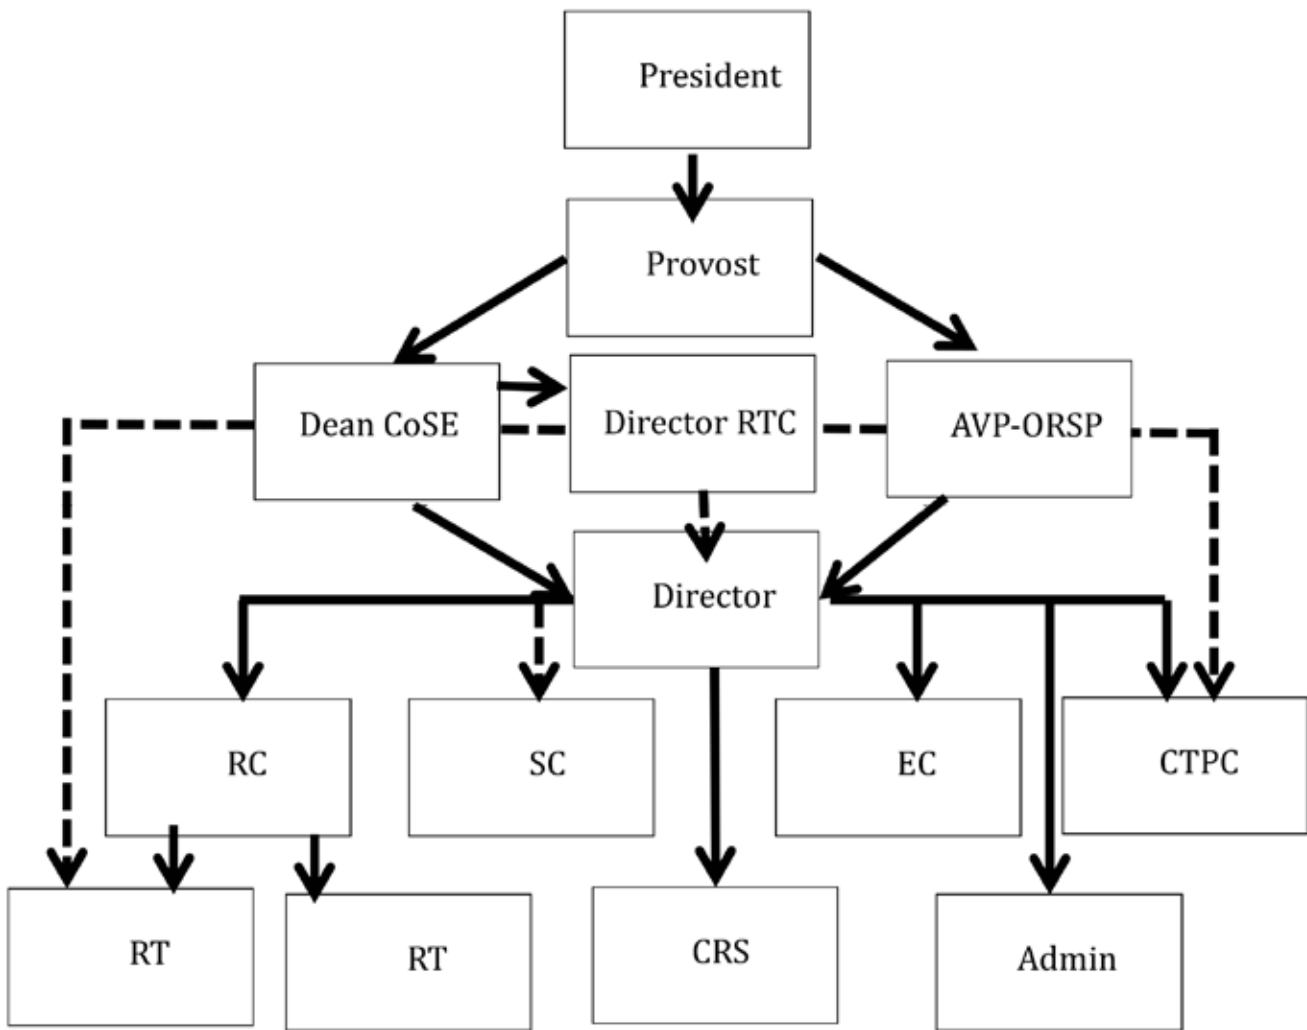 President
Provost
Dean CoSE
Director RTC
AVP-ORSP
Director
RC
SC
EC
CTPC
RT
RT
CRS
Admin